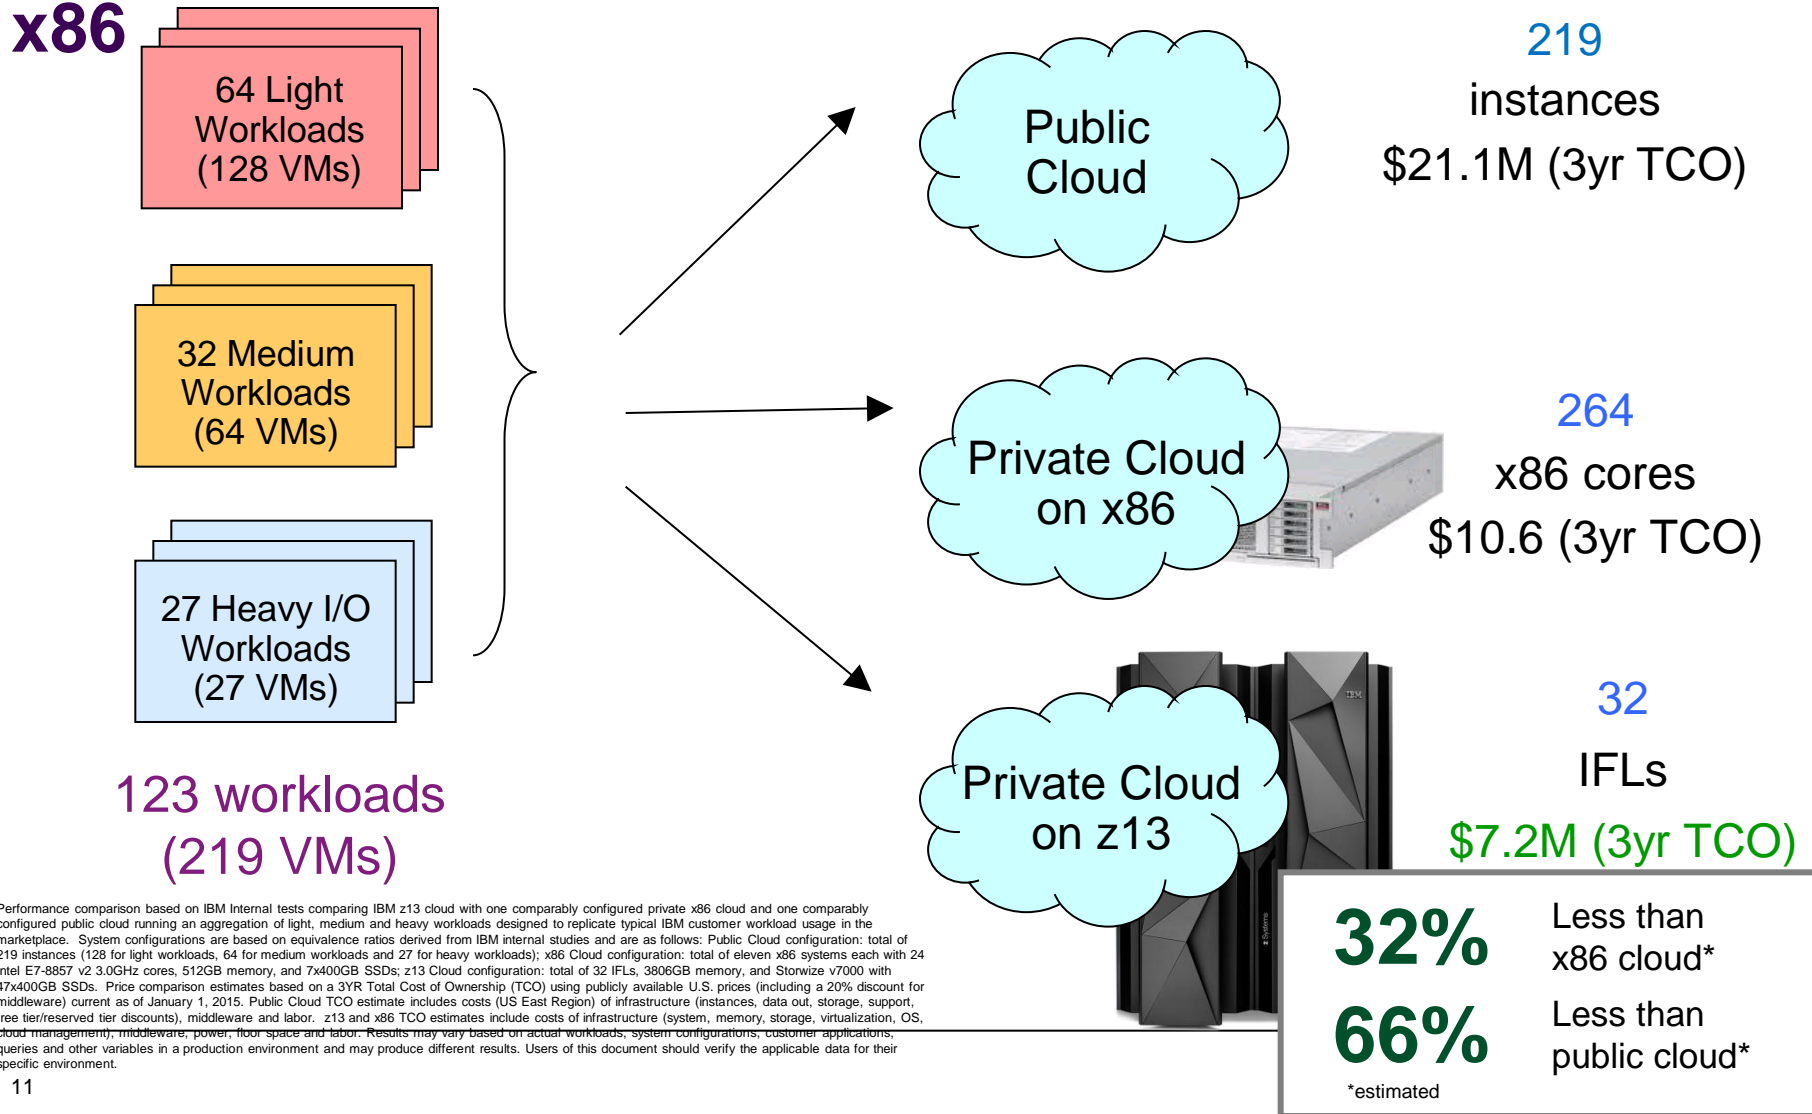 x86
64 Light
Workloads
(128 VMs)
32 Medium
Workloads
(64 VMs)
27 Heavy I/O
Workloads
(27 VMs)
123 workloads
(219 VMs)
Public
Cloud
219
instances
$21.1M (3yr TCO)
Private Cloud
on x86
264
x86 cores
$10.6 (3yr TCO)
Private Cloud
on z13
IBM
z Systems
32
IFLs
$7.2M (3yr TCO)
32%
Less than
x86 cloud*
66%
Less than
public cloud*
*estimated
Performance comparison based on IBM Internal tests comparing IBM z13 cloud with one comparably configured private x86 cloud and one comparably
configured public cloud running an aggregation of light, medium and heavy workloads designed to replicate typical IBM customer workload usage in the
marketplace. System configurations are based on equivalence ratios derived from IBM internal studies and are as follows: Public Cloud configuration: total of
219 instances (128 for light workloads, 64 for medium workloads and 27 for heavy workloads); x86 Cloud configuration: total of eleven x86 systems each with 24
Intel E7-8857 v2 3.0GHz cores, 512GB memory, and 7x400GB SSDs; z13 Cloud configuration: total of 32 IFLs, 3806GB memory, and Storwize v7000 with
47x400GB SSDs. Price comparison estimates based on a 3YR Total Cost of Ownership (TCO) using publicly available U.S. prices (including a 20% discount for
middleware) current as of January 1, 2015. Public Cloud TCO estimate includes costs (US East Region) of infrastructure (instances, data out, storage, support,
free tier/reserved tier discounts), middleware and labor. z13 and x86 TCO estimates include costs of infrastructure (system, memory, storage, virtualization, OS,
cloud management), middleware, power, floor space and labor. Results may vary based on actual workloads, system configurations, customer applications,
queries and other variables in a production environment and may produce different results. Users of this document should verify the applicable data for their
specific environment.
11